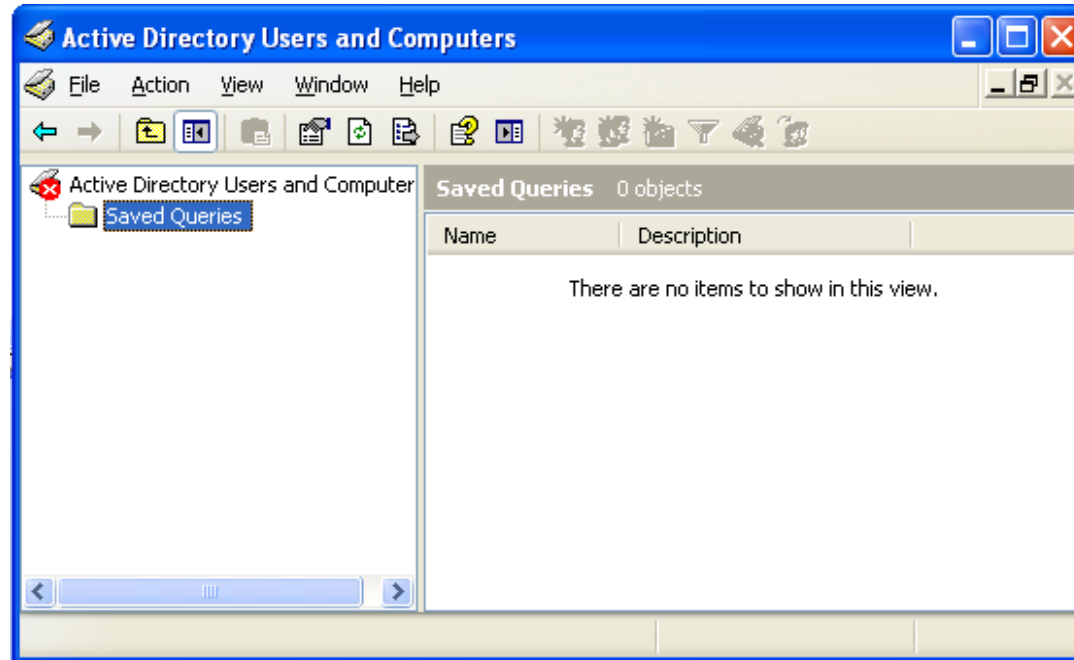 Active Directory Users and Computers
File Action View Window Help
Active Directory Users and Computer
Saved Queries
Saved Queries 0 objects
Name Description
There are no items to show in this view.